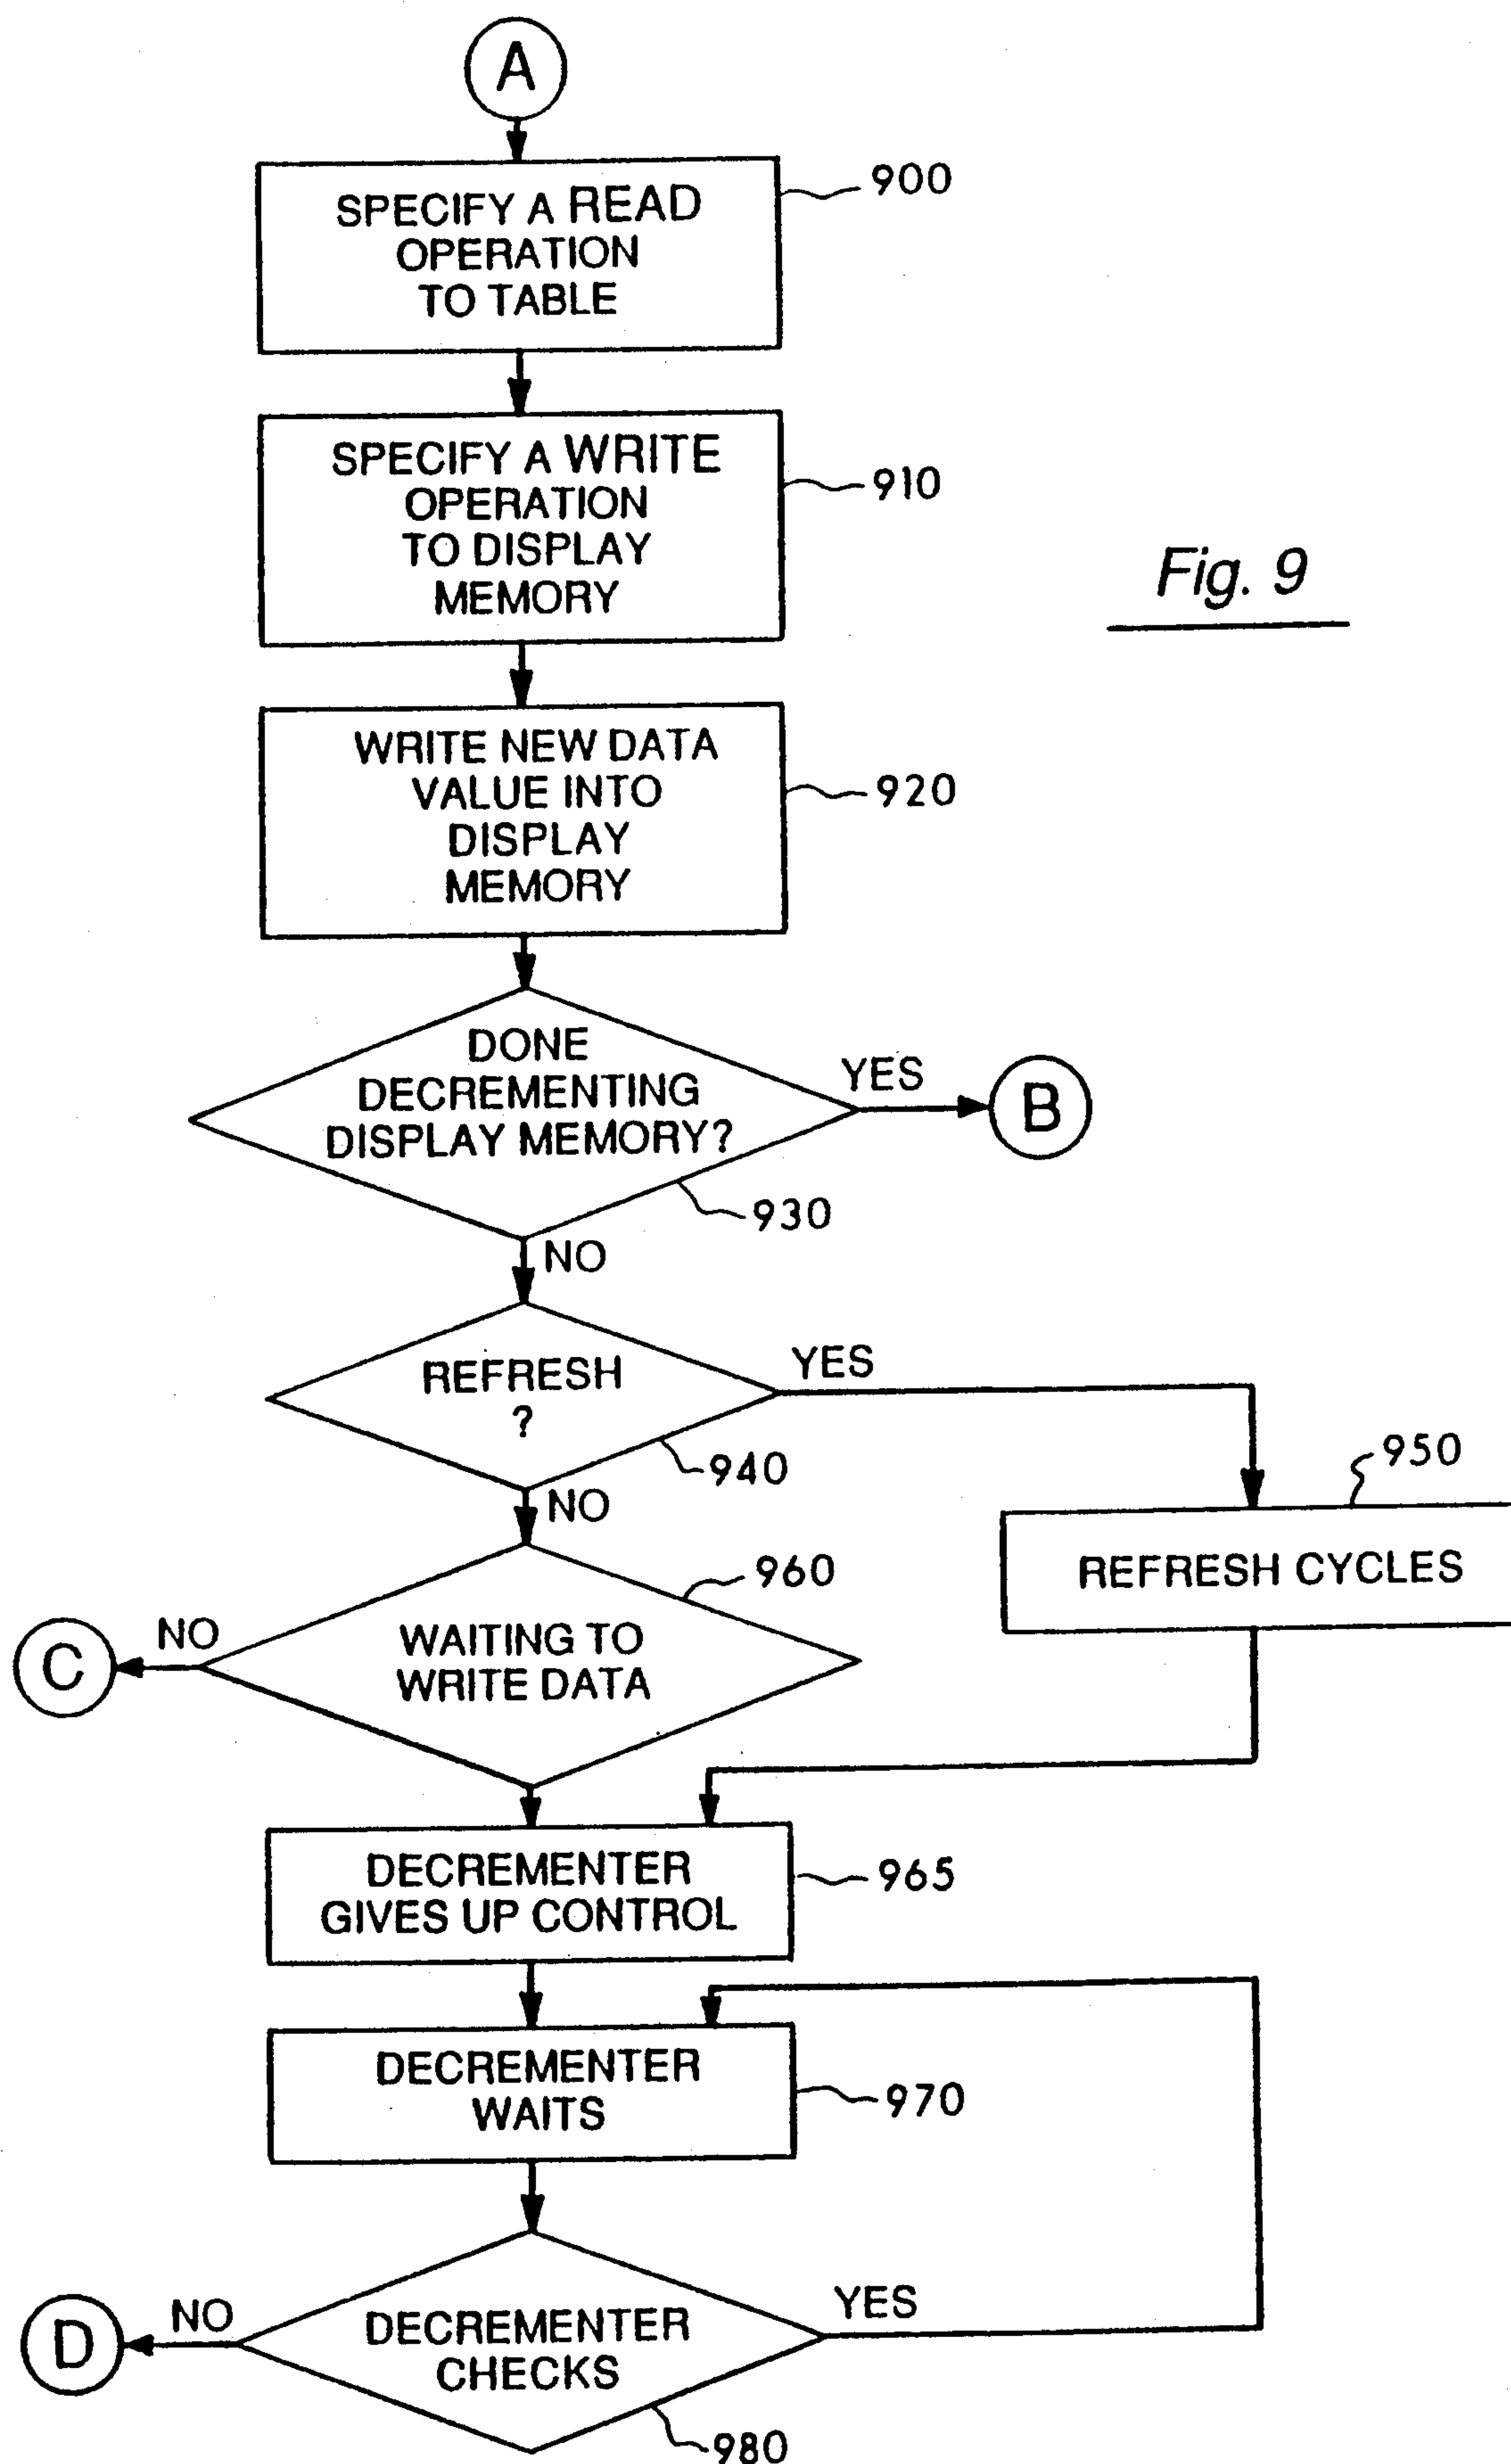 A
SPECIFY A READ
OPERATION
TO TABLE
900
SPECIFY A WRITE
OPERATION
TO DISPLAY
MEMORY
910
Fig. 9
WRITE NEW DATA
VALUE INTO
DISPLAY
MEMORY
920
DONE
DECREMENTING
DISPLAY MEMORY?
YES
B
930
NO
REFRESH
?
YES
940
950
NO
REFRESH CYCLES
960
WAITING TO
WRITE DATA
NO
C
DECREMENTER
GIVES UP CONTROL
965
DECREMENTER
WAITS
970
DECREMENTER
CHECKS
YES
NO
D
980